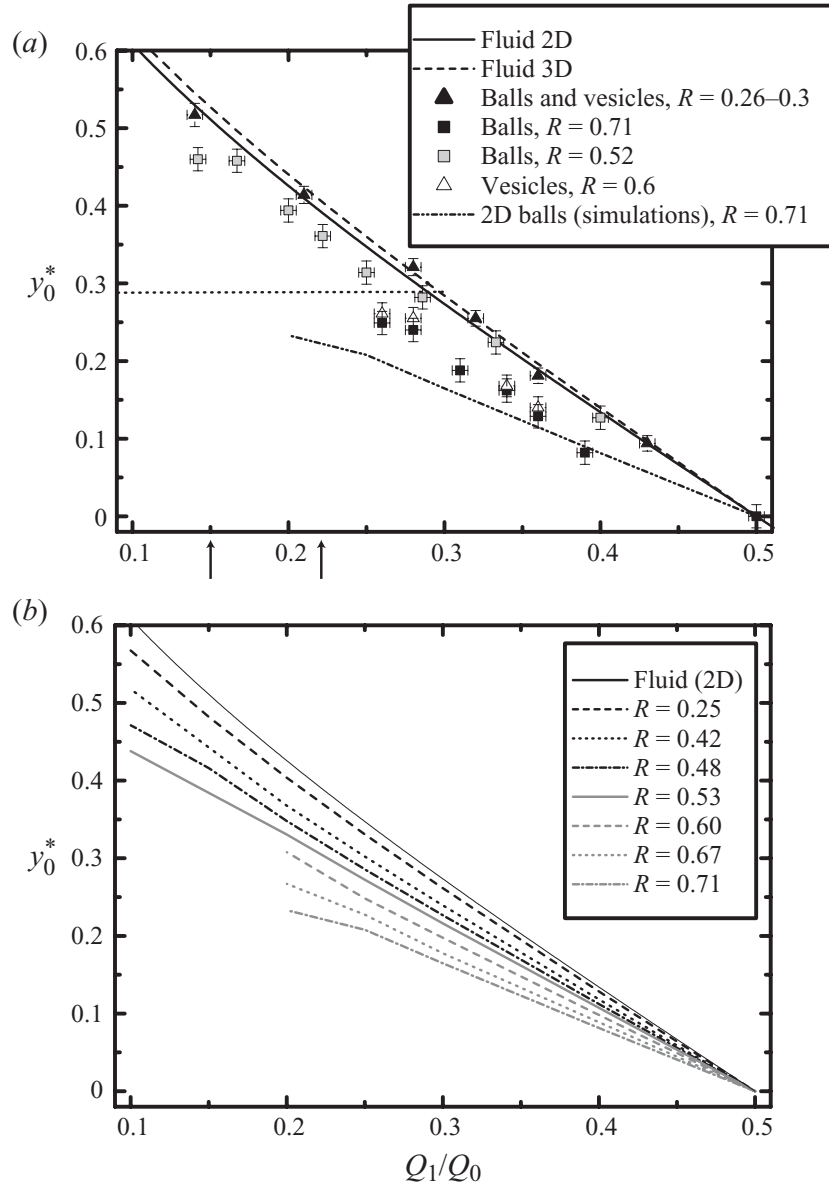 (a)
Fluid 2D
Fluid 3D
Balls and vesicles, R = 0.26–0.3
Balls, R = 0.71
Balls, R = 0.52
Vesicles, R = 0.6
2D balls (simulations), R = 0.71
0.6
0.5
0.4
0.3
0.2
0.1
0
y₀*
0.1 0.2 0.3 0.4 0.5
(b)
Fluid (2D)
R = 0.25
R = 0.42
R = 0.48
R = 0.53
R = 0.60
R = 0.67
R = 0.71
0.6
0.5
0.4
0.3
0.2
0.1
0
y₀*
0.1 0.2 0.3 0.4 0.5
Q₁/Q₀